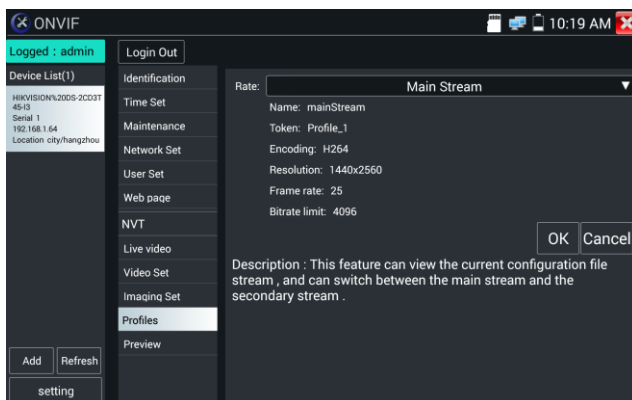 ONVIF
10:19 AM
Logged : admin
Login Out
Device List(1)
HIKVISION%20DS-2CD3T
45-I3
Serial 1
192.168.1.64
Location city/hangzhou
Add
Refresh
setting
Identification
Time Set
Maintenance
Network Set
User Set
Web page
NVT
Live video
Video Set
Imaging Set
Profiles
Preview
Rate:
Main Stream
Name: mainStream
Token: Profile_1
Encoding: H264
Resolution: 1440x2560
Frame rate: 25
Bitrate limit: 4096
OK
Cancel
Description : This feature can view the current configuration file
stream , and can switch between the main stream and the
secondary stream .